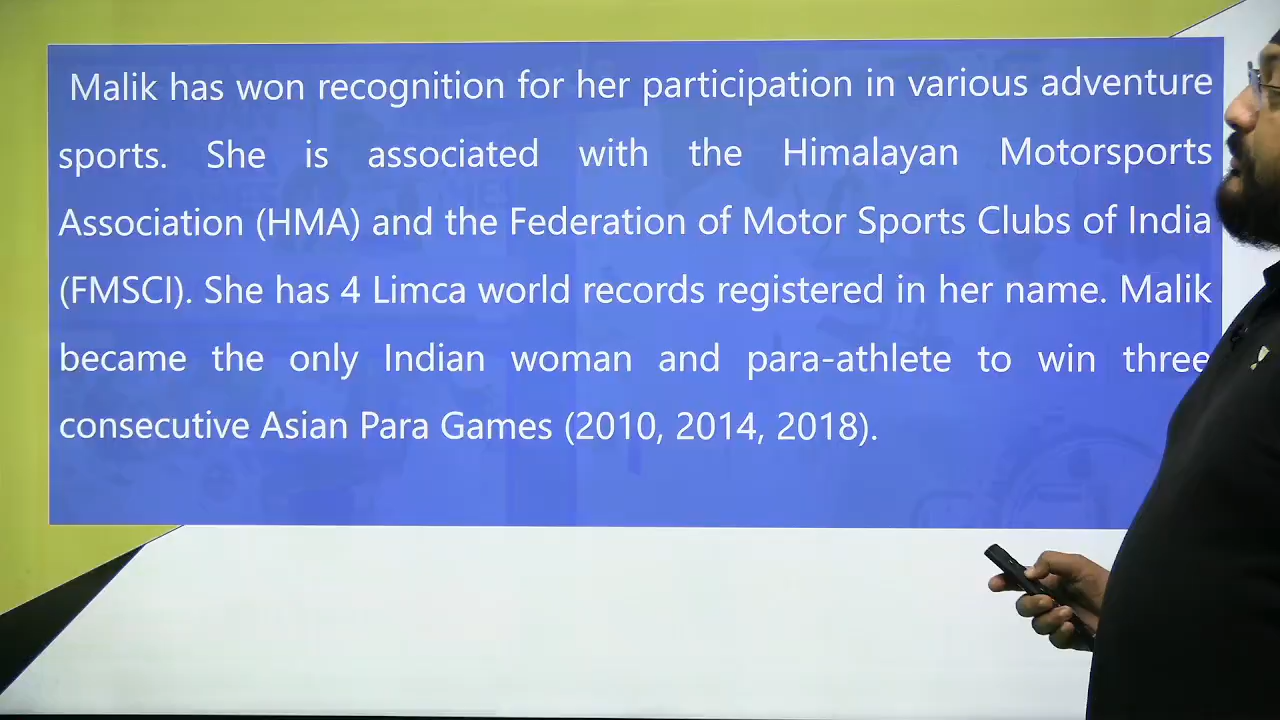 Malik has won recognition for her participation in various adventure
sports. She is associated with the Himalayan Motorsports
Association (HMA) and the Federation of Motor Sports Clubs of India
(FMSCI). She has 4 Limca world records registered in her name. Malik
became the only Indian woman and para-athlete to win three
consecutive Asian Para Games (2010, 2014, 2018).